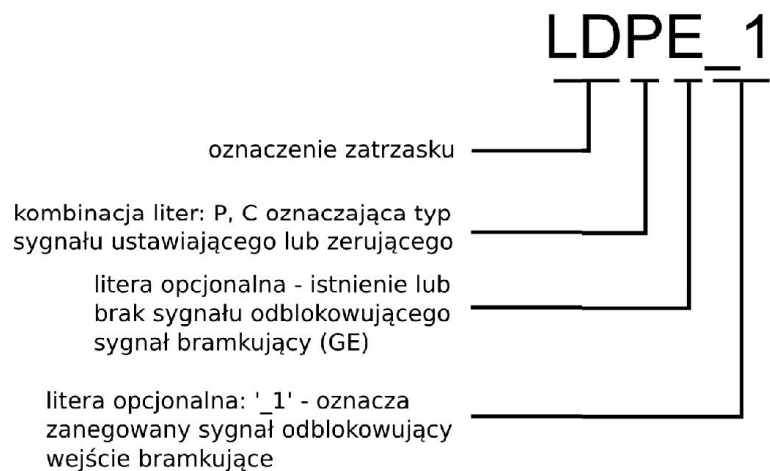 LDPE_1
oznaczenie zatrzasku
kombinacja liter: P, C oznaczająca typ
sygnału ustawiającego lub zerującego
litera opcjonalna - istnienie lub
brak sygnału odblokowującego
sygnał bramkujący (GE)
litera opcjonalna: '_1' - oznacza
zanegowany sygnał odblokowujący
wejście bramkujące